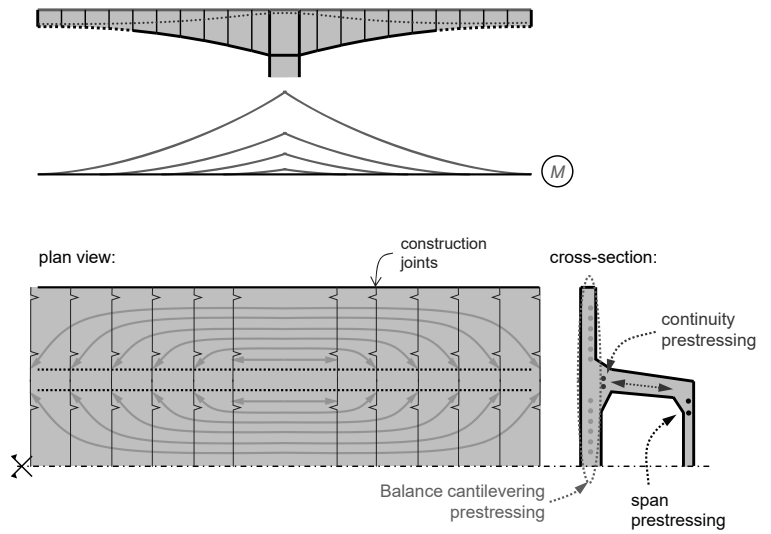 M
plan view:
construction
joints
cross-section:
continuity
prestressing
Balance cantilevering
prestressing
span
prestressing